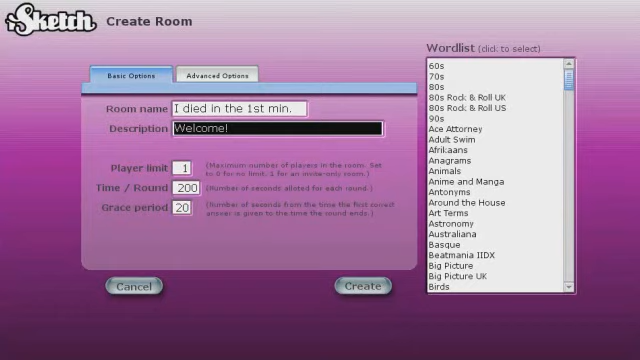 iSketch Create Room
Wordlist (click to select)
Basic Options Advanced Options
Room name I died in the 1st min.
Description Welcome!
Player limit 1 (Maximum number of players in the room. Set
to 0 for no limit, 1 for an invite-only room.)
Time / Round 200 (Number of seconds alloted for each round.)
Grace period 20 (Number of seconds from the time the first correct
answer is given to the time the round ends.)
Cancel Create
60s
70s
80s
80s Rock & Roll UK
80s Rock & Roll US
90s
Ace Attorney
Adult Swim
Afrikaans
Anagrams
Animals
Anime and Manga
Antonyms
Around the House
Art Terms
Astronomy
Australiana
Basque
Beatmania IIDX
Big Picture
Big Picture UK
Birds